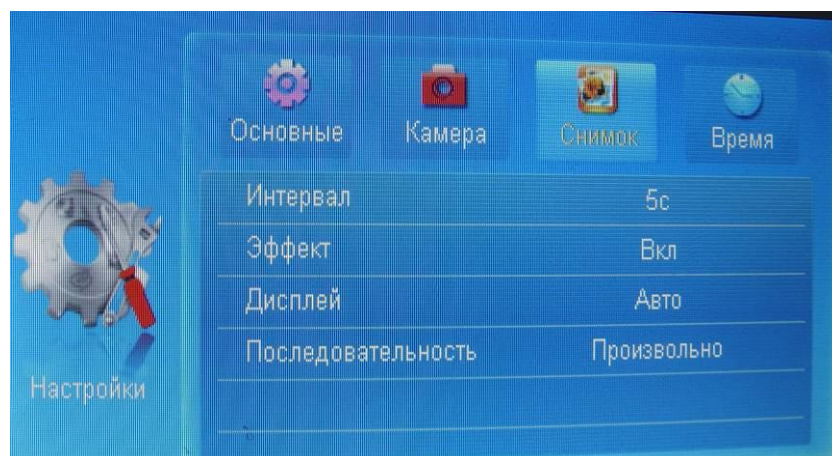 Основные Камера Снимок Время
Интервал 5с
Эффект Вкл
Дисплей Авто
Последовательность Произвольно
Настройки